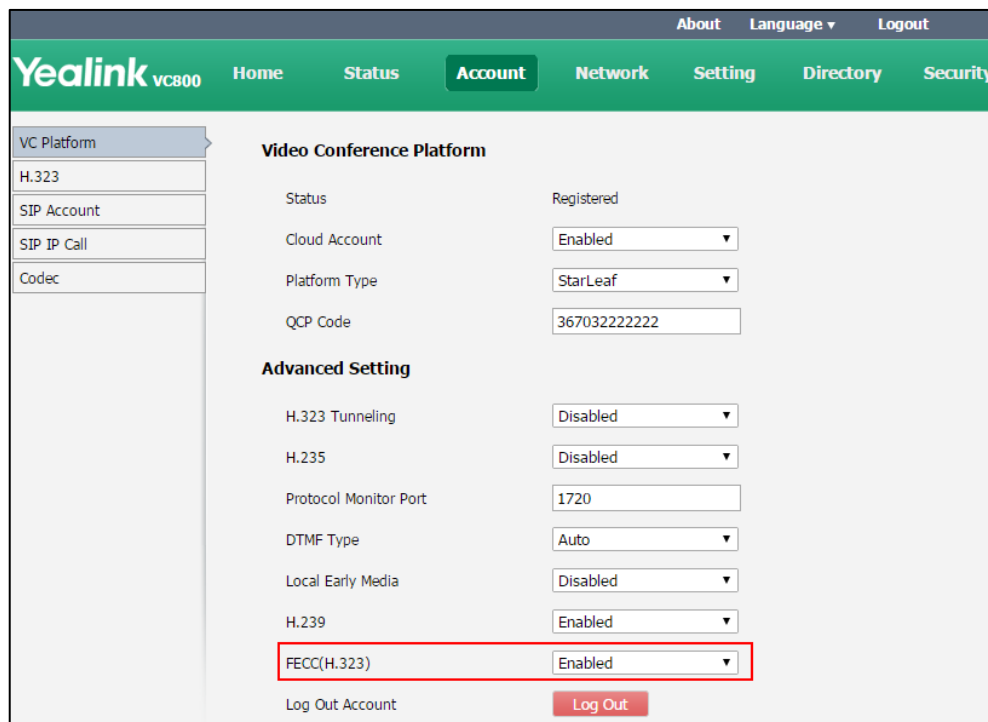 About Language ▾ Logout
Yealink VC800 Home Status Account Network Setting Directory Security
VC Platform
H.323
SIP Account
SIP IP Call
Codec
Video Conference Platform
Status Registered
Cloud Account Enabled
Platform Type StarLeaf
QCP Code 367032222222
Advanced Setting
H.323 Tunneling Disabled
H.235 Disabled
Protocol Monitor Port 1720
DTMF Type Auto
Local Early Media Disabled
H.239 Enabled
FECC(H.323) Enabled
Log Out Account Log Out